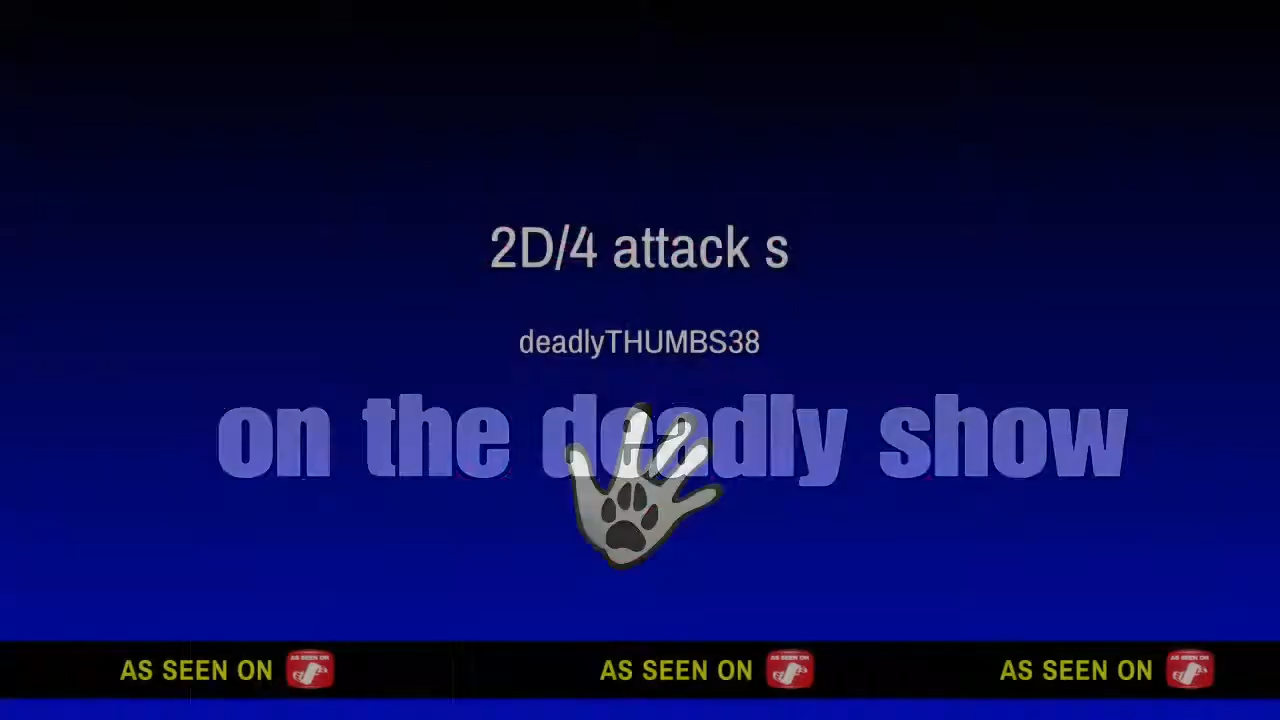 2D/4 attack s
deadlyTHUMBS38
on the deadly show
AS SEEN ON AS SEEN ON AS SEEN ON